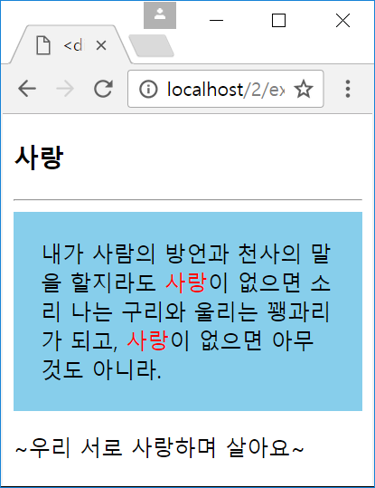 <d
localhost/2/ex
사랑
내가 사람의 방언과 천사의 말
을 할지라도 사랑이 없으면 소
리 나는 구리와 울리는 꽹과리
가 되고, 사랑이 없으면 아무
것도 아니라.
~우리 서로 사랑하며 살아요~